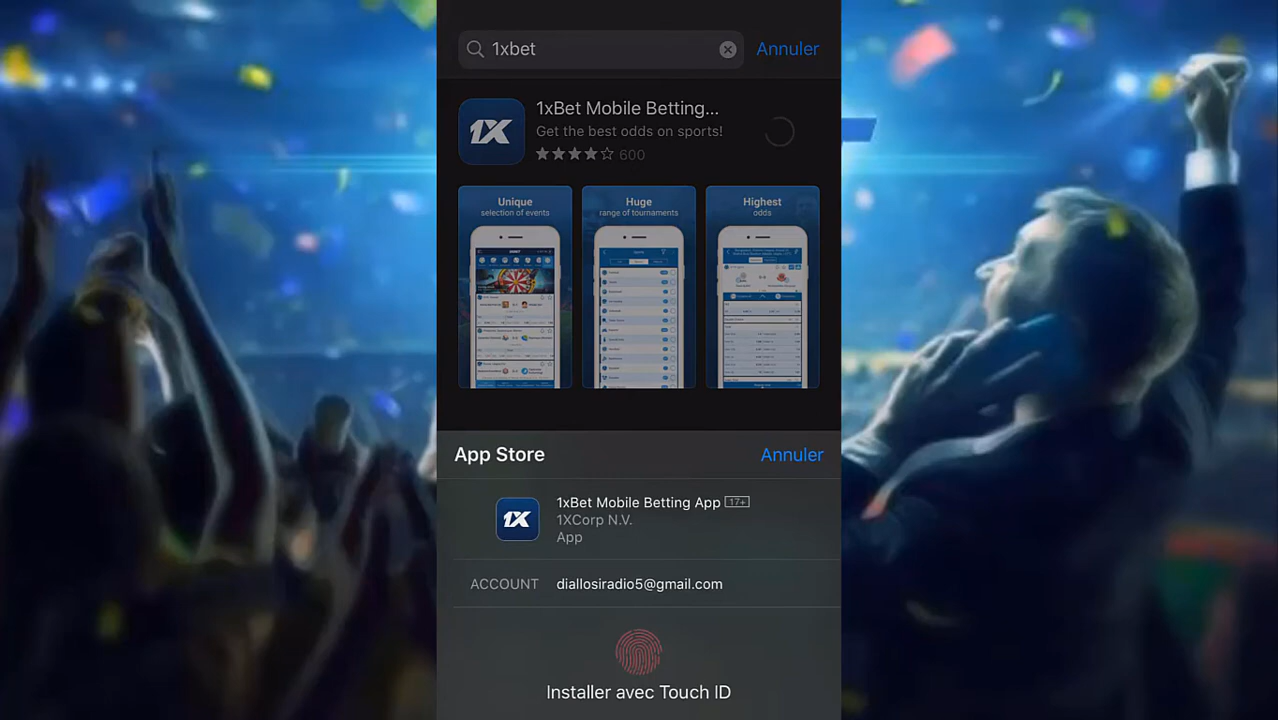 1xbet
Annuler
1X
1xBet Mobile Betting...
Get the best odds on sports!
600
Unique
selection of events
Huge
range of tournaments
Highest
odds
App Store
Annuler
1X
1xBet Mobile Betting App 17+
1XCorp N.V.
App
ACCOUNT diallosiradio5@gmail.com
Installer avec Touch ID